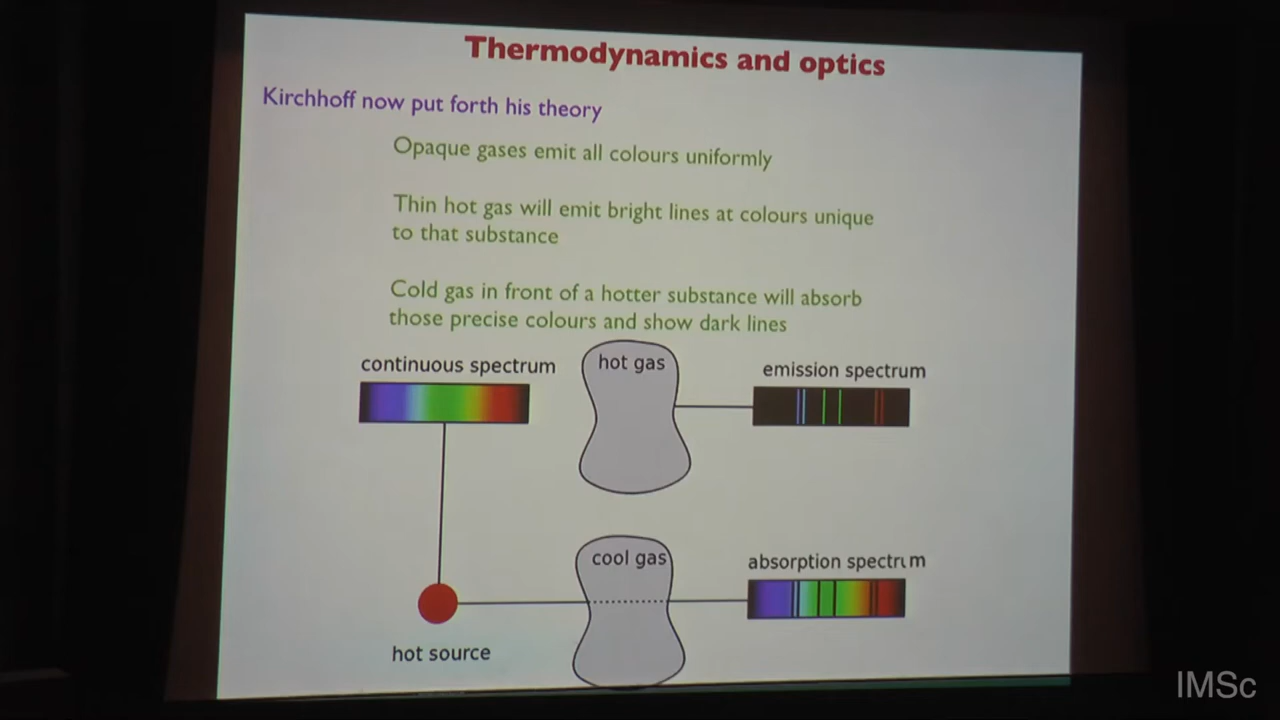 Thermodynamics and optics
Kirchhoff now put forth his theory
Opaque gases emit all colours uniformly
Thin hot gas will emit bright lines at colours unique
to that substance
Cold gas in front of a hotter substance will absorb
those precise colours and show dark lines
continuous spectrum
hot gas
emission spectrum
cool gas
absorption spectrum
hot source
IMSc